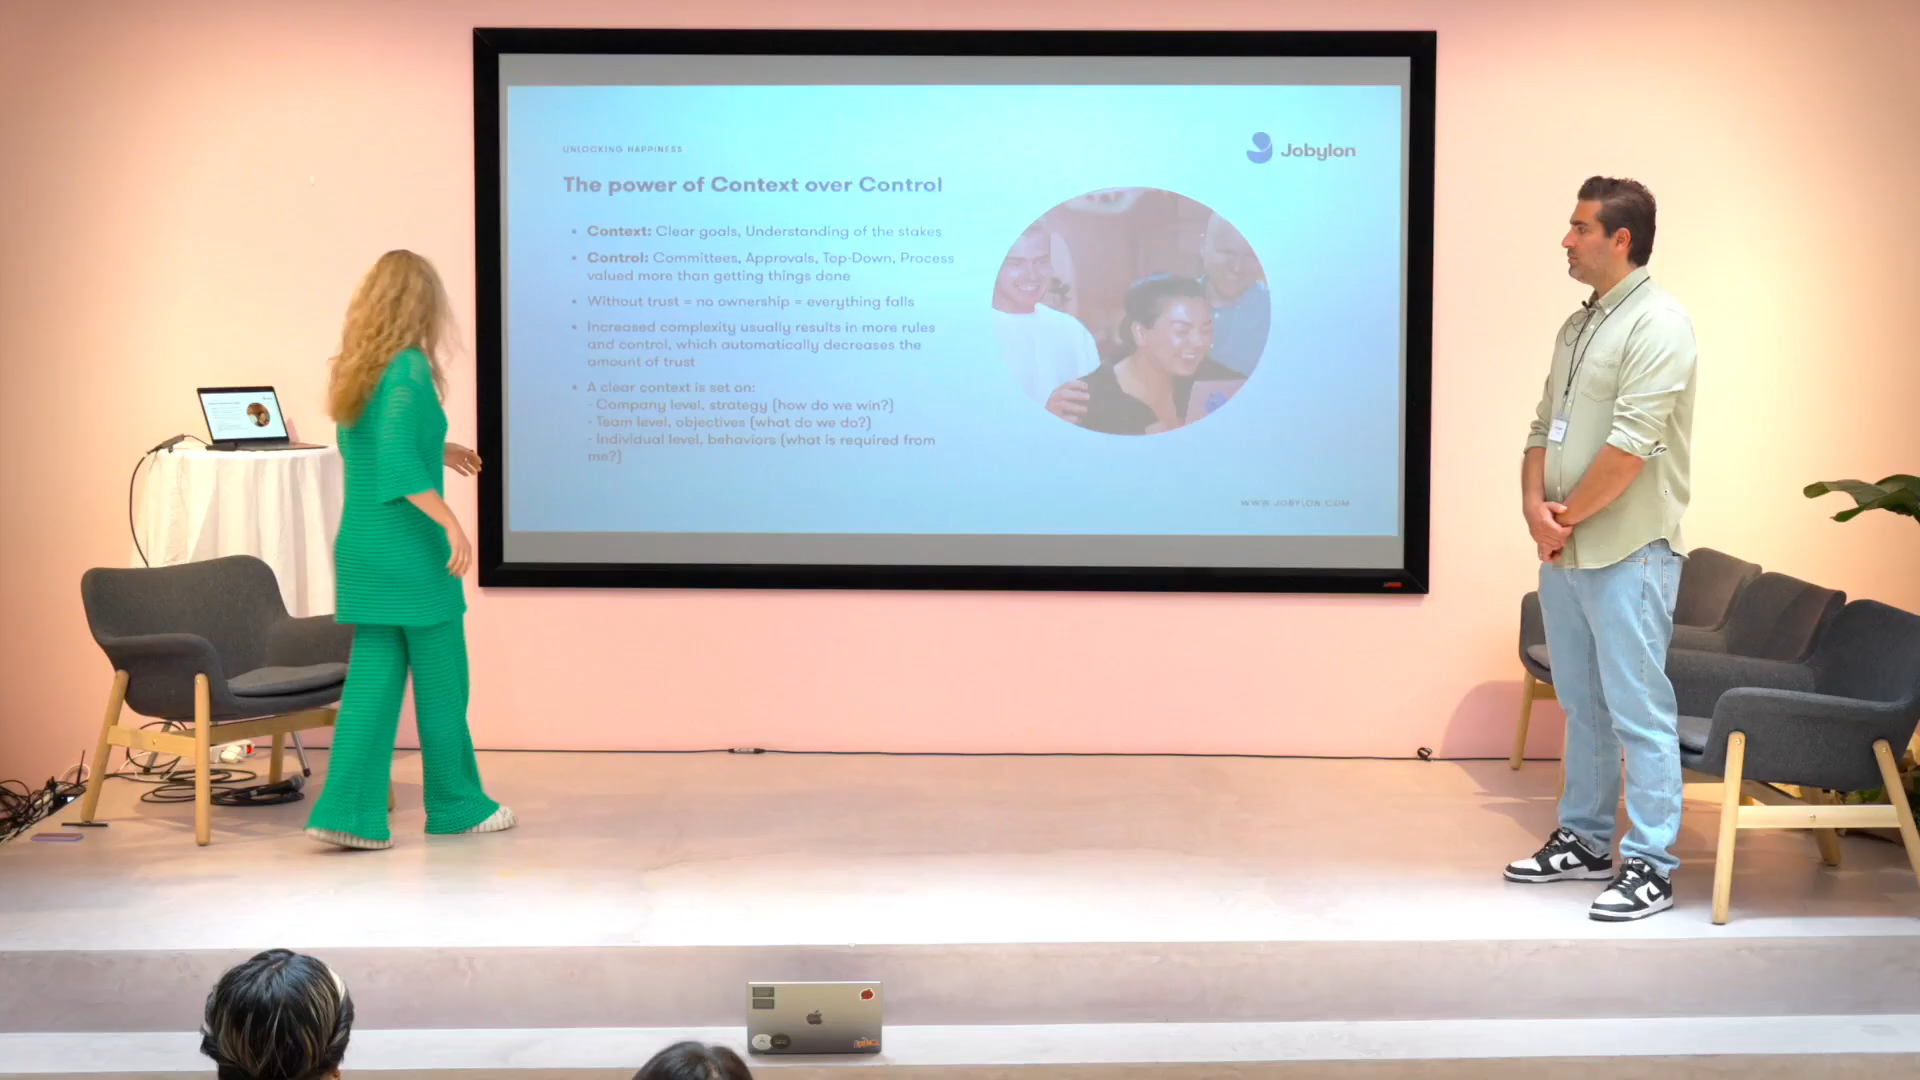 UNLOCKING HAPPINESS
Jobylon
The power of Context over Control
• Context: Clear goals, Understanding of the stakes
• Control: Committees, Approvals, Top-Down, Process
valued more than getting things done
• Without trust = no ownership = everything falls
• Increased complexity usually results in more rules
and control, which automatically decreases the
amount of trust
• A clear context is set on:
- Company level, strategy (how do we win?)
- Team level, objectives (what do we do?)
- Individual level, behaviors (what is required from
me?)
WWW.JOBYLON.COM